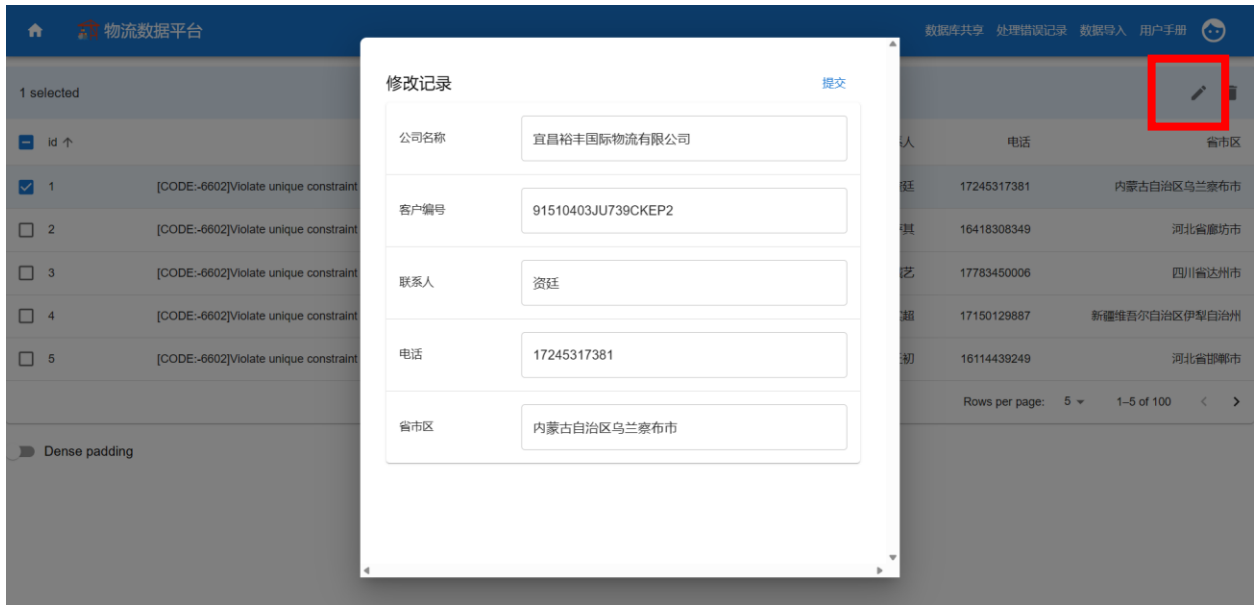 物流数据平台
数据库共享 处理错误记录 数据导入 用户手册
1 selected
修改记录 提交
Id
人 电话 省市区
公司名称 宜昌裕丰国际物流有限公司
1 [CODE:-6602]Violate unique constraint 廷 17245317381 内蒙古自治区乌兰察布市
客户编号 91510403JU739CKEP2
2 [CODE:-6602]Violate unique constraint 其 16418308349 河北省廊坊市
3 [CODE:-6602]Violate unique constraint 艺 17783450006 四川省达州市
联系人 资廷
4 [CODE:-6602]Violate unique constraint 超 17150129887 新疆维吾尔自治区伊犁自治州
电话 17245317381
5 [CODE:-6602]Violate unique constraint 初 16114439249 河北省邯郸市
Rows per page: 5 1–5 of 100
省市区 内蒙古自治区乌兰察布市
Dense padding